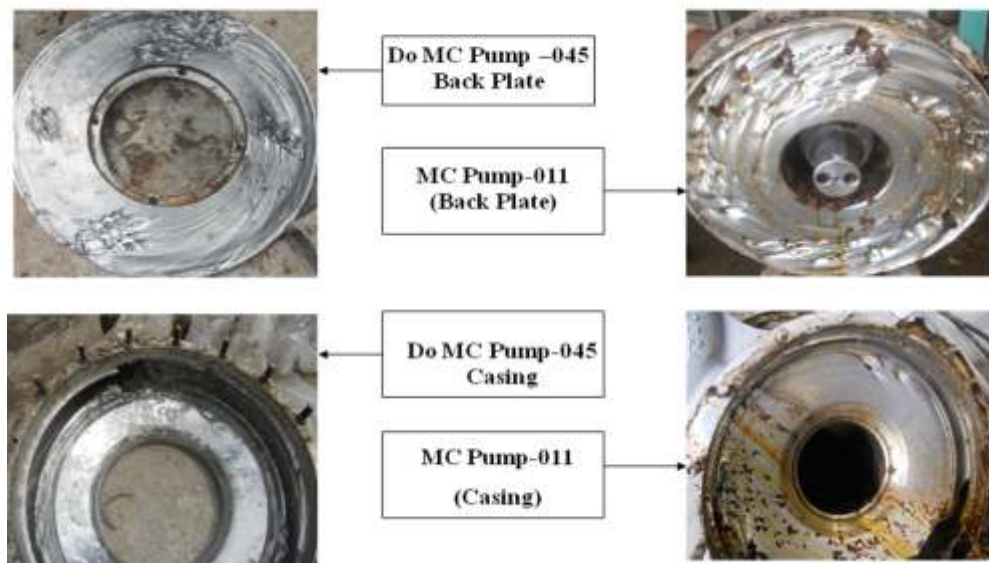 Do MC Pump –045
Back Plate
MC Pump-011
(Back Plate)
Do MC Pump-045
Casing
MC Pump-011
(Casing)